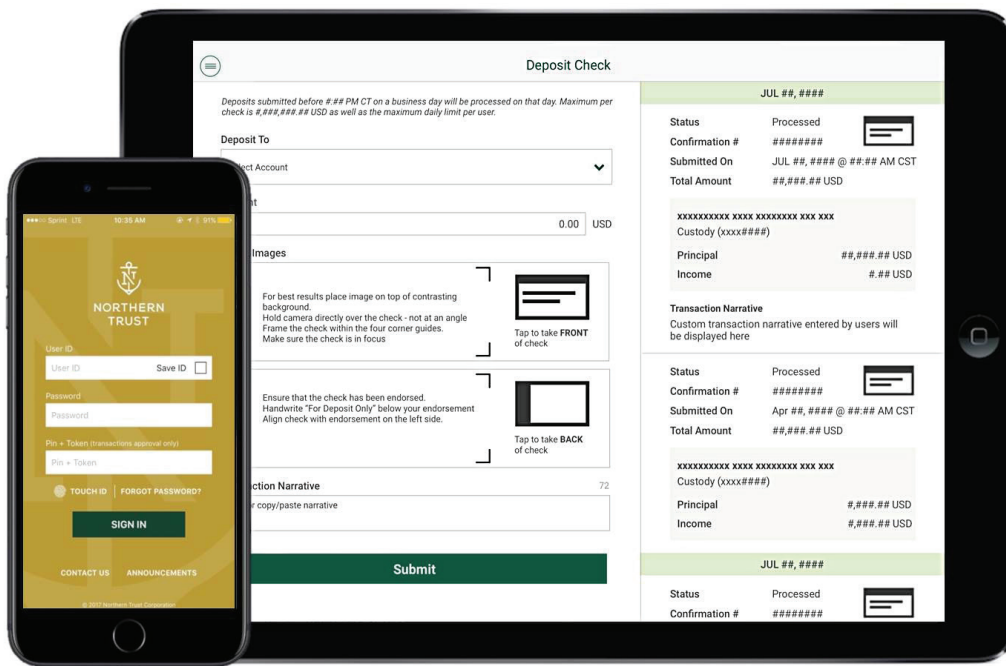 Deposit Check
Deposits submitted before #:## PM CT on a business day will be processed on that day. Maximum per
check is #,###,###.## USD as well as the maximum daily limit per user.
Deposit To
ect Account
nt
0.00 USD
Images
For best results place image on top of contrasting
background.
Hold camera directly over the check - not at an angle
Frame the check within the four corner guides.
Make sure the check is in focus
Tap to take FRONT
of check
Ensure that the check has been endorsed.
Handwrite "For Deposit Only" below your endorsement
Align check with endorsement on the left side.
Tap to take BACK
of check
ction Narrative 72
r copy/paste narrative
Submit
JUL ##, ####
Status Processed
Confirmation # ########
Submitted On JUL ##, #### @ ##:## AM CST
Total Amount ##,###.## USD
xxxxxxxxxx xxxx xxxxxxxx xxx xxx
Custody (xxxx####)
Principal ##,###.## USD
Income #.## USD
Transaction Narrative
Custom transaction narrative entered by users will
be displayed here
Status Processed
Confirmation # ########
Submitted On Apr ##, #### @ ##:## AM CST
Total Amount ##,###.## USD
xxxxxxxxxx xxxx xxxxxxxx xxx xxx
Custody (xxxx####)
Principal #,###.## USD
Income #,###.## USD
JUL ##, ####
Status Processed
Confirmation # ########
Sprint LTE 10:35 AM 91%
NORTHERN
TRUST
User ID
User ID Save ID
Password
Password
Pin + Token (transactions approval only)
Pin + Token
TOUCH ID FORGOT PASSWORD?
SIGN IN
CONTACT US ANNOUNCEMENTS
© 2017 Northern Trust Corporation